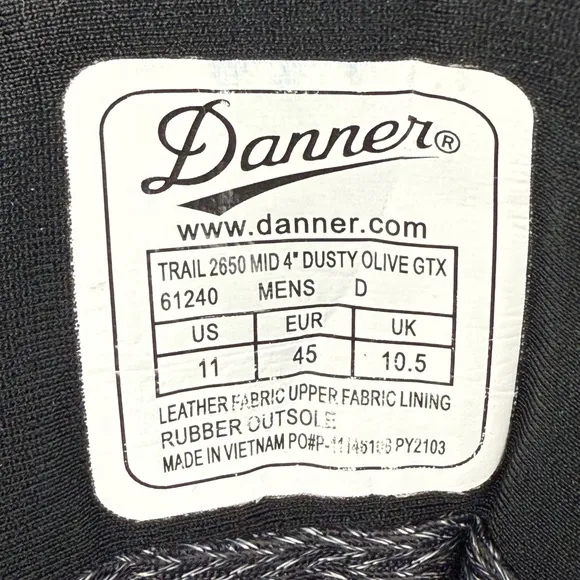 Danner®
www.danner.com
TRAIL 2650 MID 4" DUSTY OLIVE GTX
61240 MENS D
US EUR UK
11 45 10.5
LEATHER FABRIC UPPER FABRIC LINING
RUBBER OUTSOLE
MADE IN VIETNAM PY2103